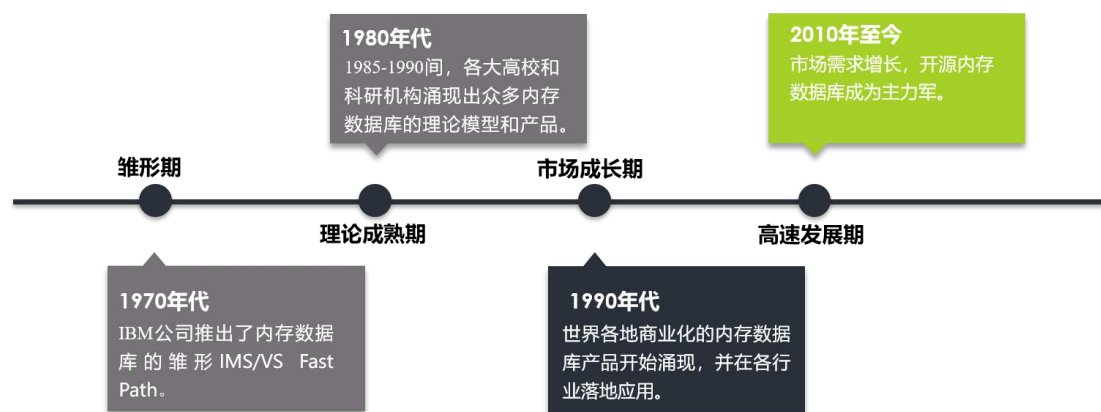 1980年代
1985-1990间，各大高校和
科研机构涌现出众多内存
数据库的理论模型和产品。
2010年至今
市场需求增长，开源内存
数据库成为主力军。
雏形期
市场成长期
理论成熟期
高速发展期
1970年代
IBM公司推出了内存数据
库的雏形IMS/VS Fast
Path。
1990年代
世界各地商业化的内存数据
库产品开始涌现，并在各行
业落地应用。